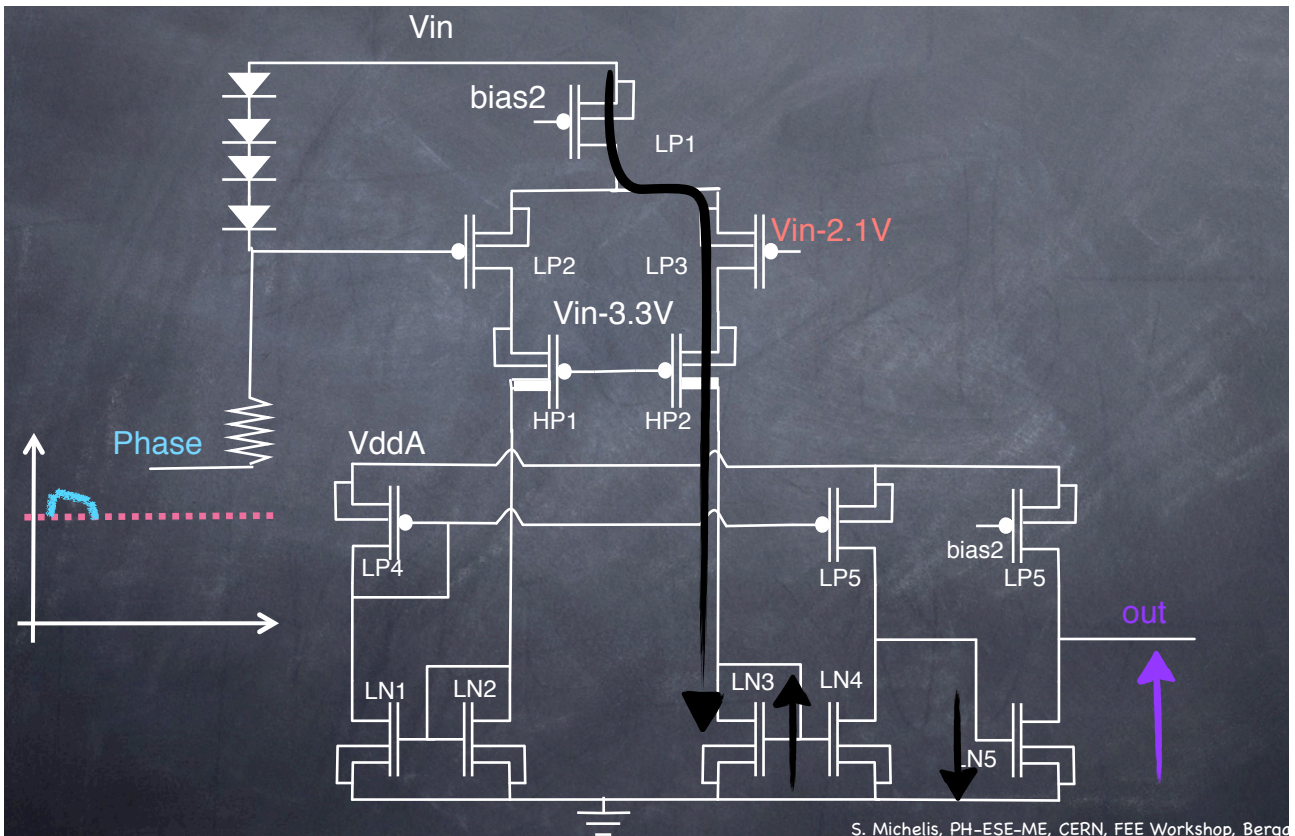 Vin
bias2
LP1
Vin-2.1V
LP2
LP3
Vin-3.3V
HP1
HP2
Phase
VddA
LP4
LP5
bias2
LP5
out
LN1
LN2
LN3
LN4
LN5
S. Michelis, PH-ESE-ME, CERN, FEE Workshop,